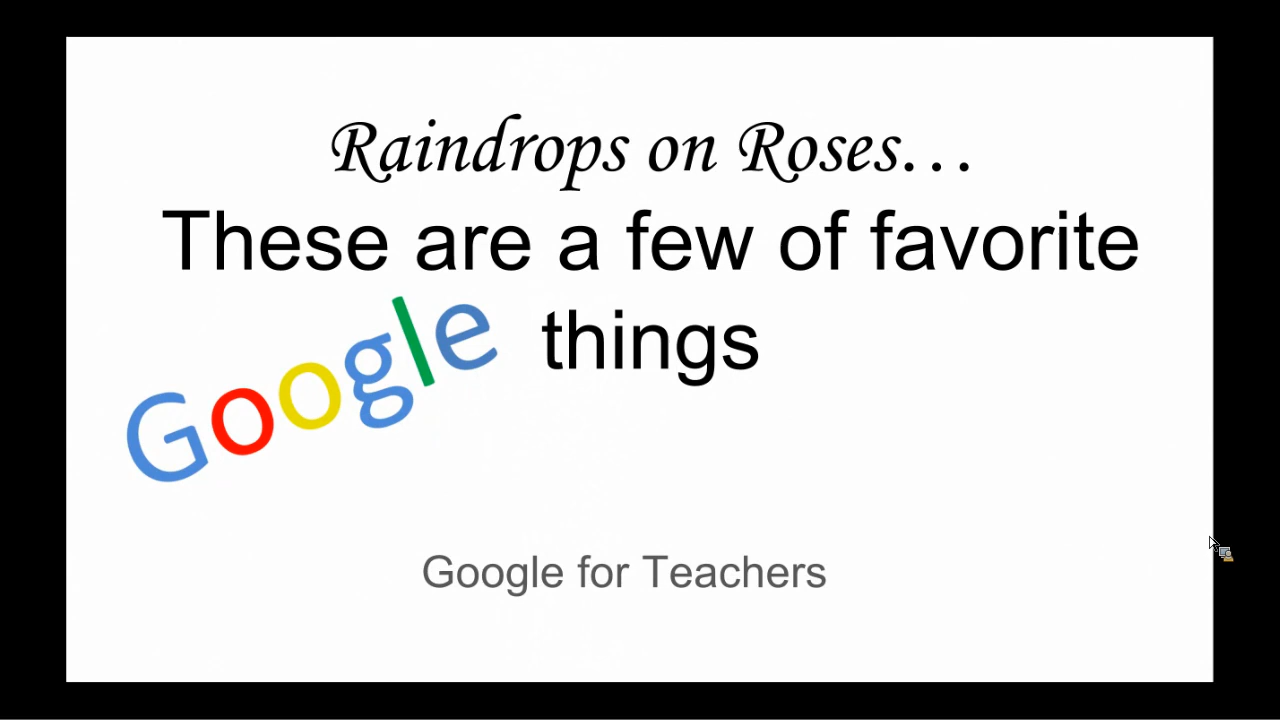 Raindrops on Roses...
These are a few of favorite
things
Google
Google for Teachers